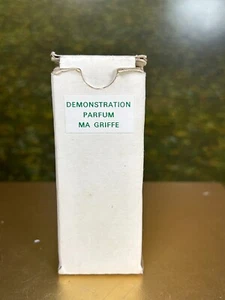 DEMONSTRATION
PARFUM
MA GRIFFE